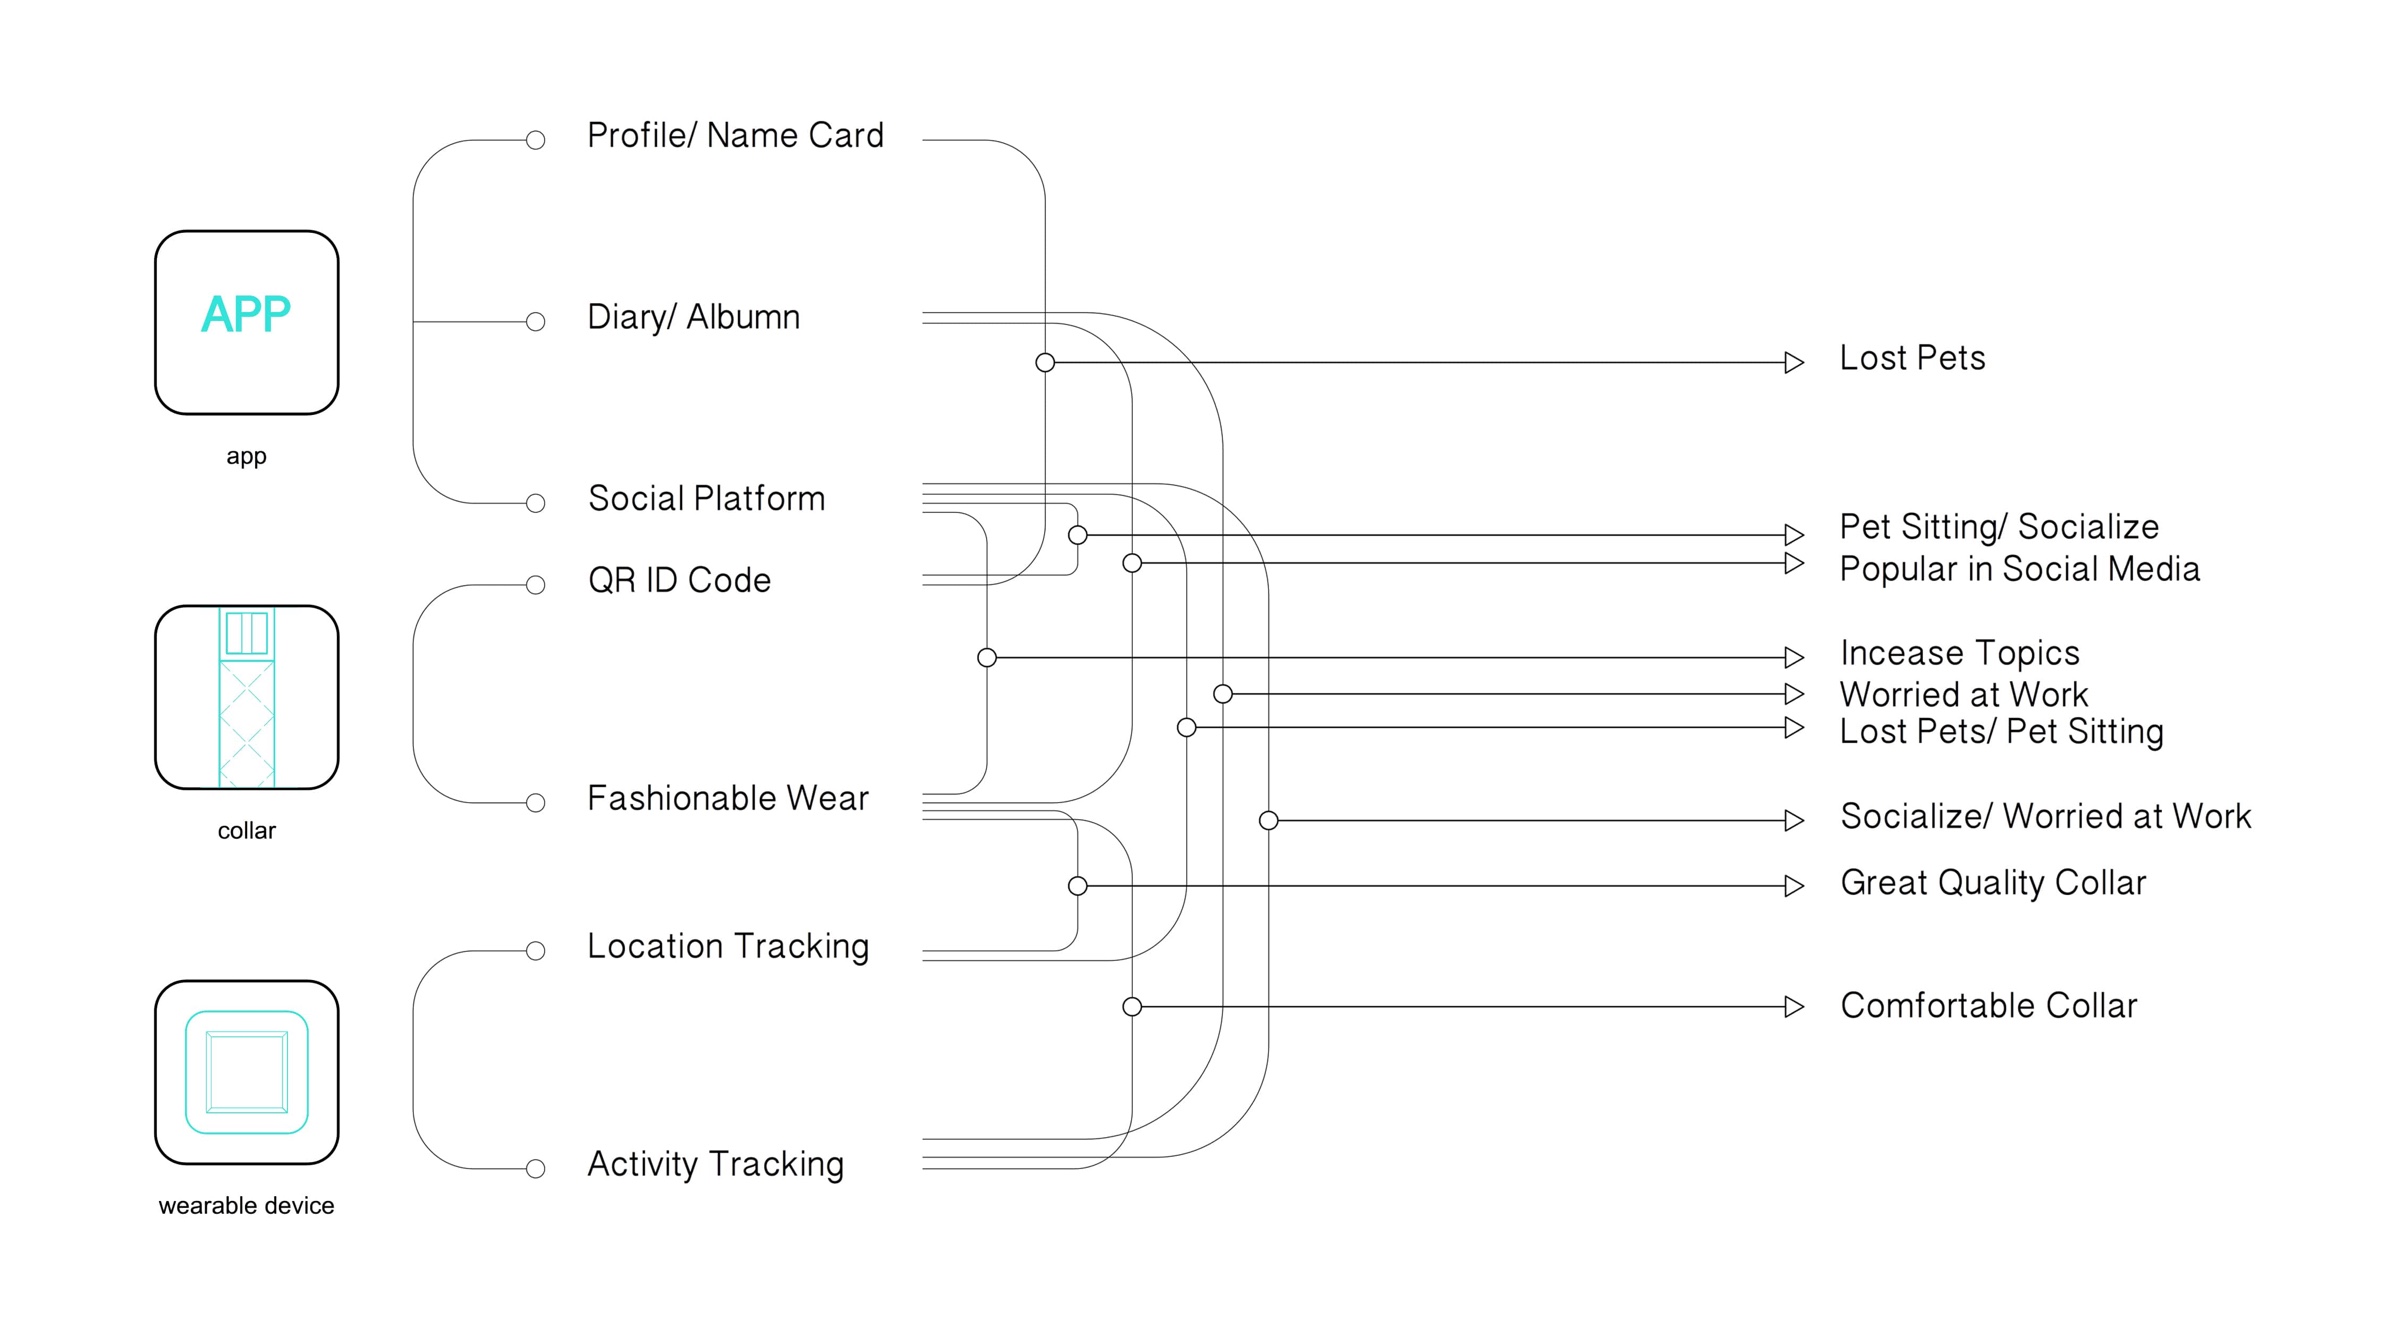 APP
app
collar
wearable device
Profile/ Name Card
Diary/ Albumn
Social Platform
QR ID Code
Fashionable Wear
Location Tracking
Activity Tracking
Lost Pets
Pet Sitting/ Socialize
Popular in Social Media
Incease Topics
Worried at Work
Lost Pets/ Pet Sitting
Socialize/ Worried at Work
Great Quality Collar
Comfortable Collar